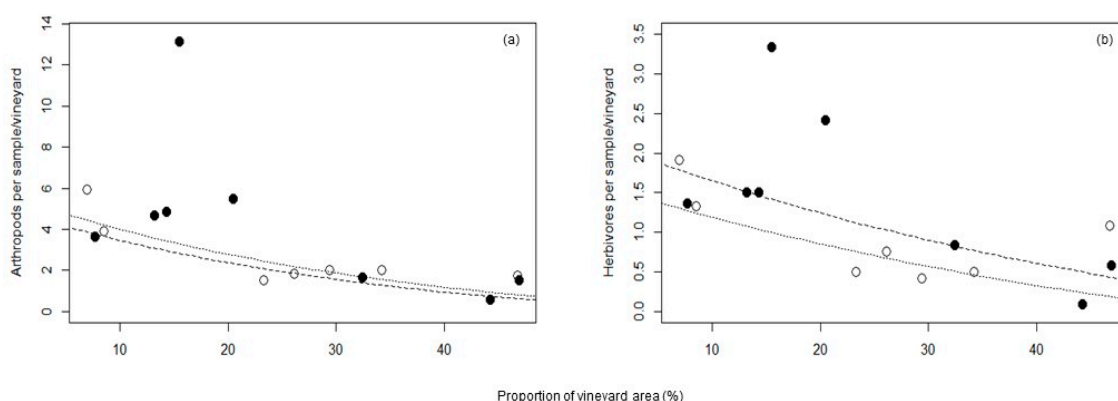 (a)
Arthropods per sample/vineyard
14
12
10
8
6
4
2
0
10 20 30 40
(b)
Herbivores per sample/vineyard
3.5
3.0
2.5
2.0
1.5
1.0
0.5
0.0
10 20 30 40
Proportion of vineyard area (%)